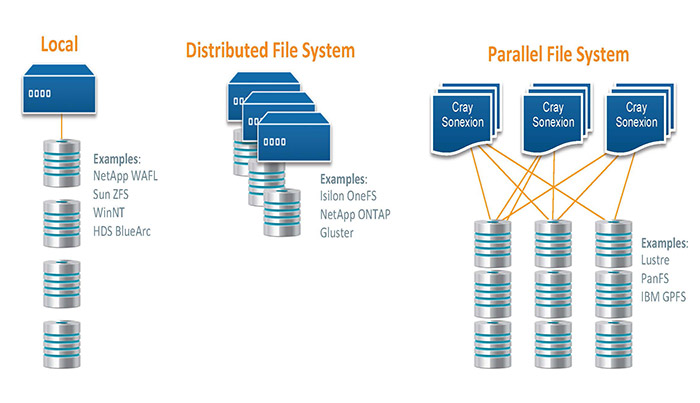 Local
Examples:
NetApp WAFL
Sun ZFS
WinNT
HDS BlueArc
Distributed File System
Examples:
Isilon OneFS
NetApp ONTAP
Gluster
Parallel File System
Cray
Sonexion
Cray
Sonexion
Cray
Sonexion
Examples:
Lustre
PanFS
IBM GPFS